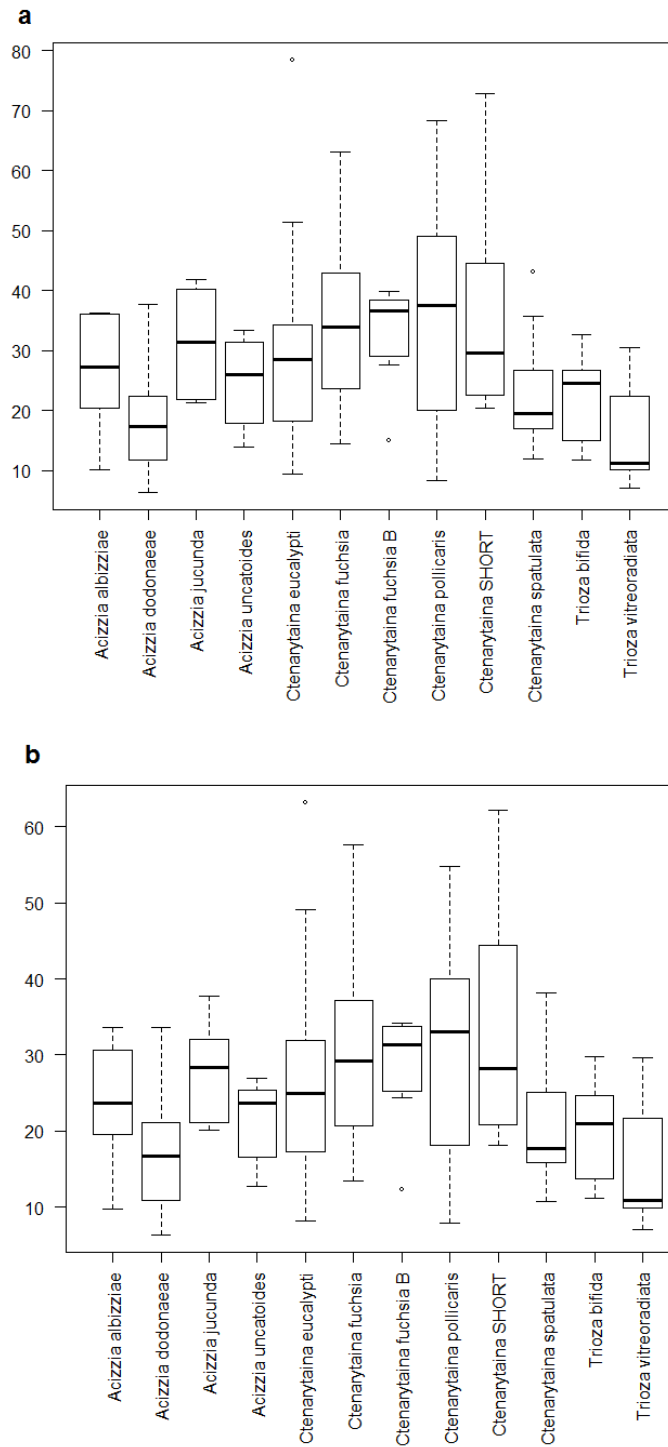 a
80
70
60
50
40
30
20
10
Acizzia albizziae
Acizzia dodonaeae
Acizzia jucunda
Acizzia uncatoides
Ctenarytaina eucalypti
Ctenarytaina fuchsia
Ctenarytaina fuchsia B
Ctenarytaina pollicaris
Ctenarytaina SHORT
Ctenarytaina spatulata
Trioza bifida
Trioza vitreoradiata
b
60
50
40
30
20
10
Acizzia albizziae
Acizzia dodonaeae
Acizzia jucunda
Acizzia uncatoides
Ctenarytaina eucalypti
Ctenarytaina fuchsia
Ctenarytaina fuchsia B
Ctenarytaina pollicaris
Ctenarytaina SHORT
Ctenarytaina spatulata
Trioza bifida
Trioza vitreoradiata